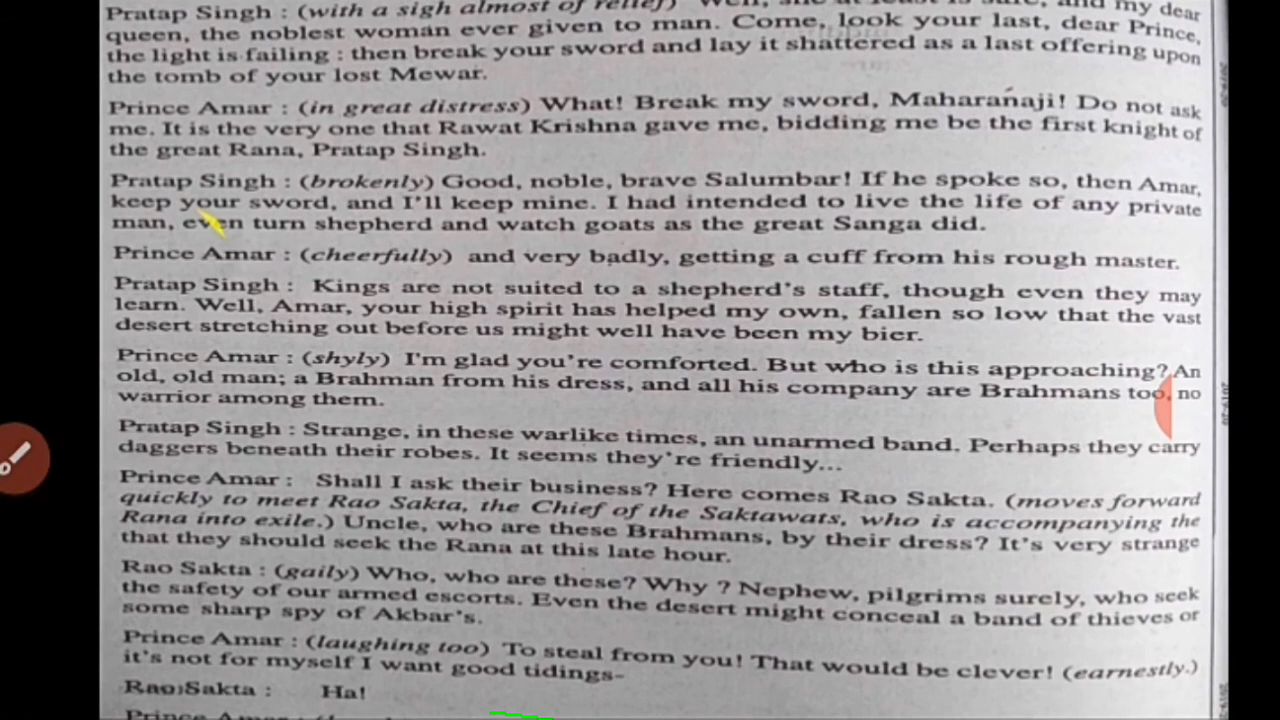 Pratap Singh : (with a sigh almost of relief) Well, she at least is safe, and my dear
queen, the noblest woman ever given to man. Come, look your last, dear Prince,
the light is failing : then break your sword and lay it shattered as a last offering upon
the tomb of your lost Mewar.
Prince Amar : (in great distress) What! Break my sword, Maharanaji! Do not ask
me. It is the very one that Rawat Krishna gave me, bidding me be the first knight of
the great Rana, Pratap Singh.
Pratap Singh : (brokenly) Good, noble, brave Salumbar! If he spoke so, then Amar,
keep your sword, and I'll keep mine. I had intended to live the life of any private
man, even turn shepherd and watch goats as the great Sanga did.
Prince Amar : (cheerfully) and very badly, getting a cuff from his rough master.
Pratap Singh : Kings are not suited to a shepherd's staff, though even they may
learn. Well, Amar, your high spirit has helped my own, fallen so low that the vast
desert stretching out before us might well have been my bier.
Prince Amar : (shyly) I'm glad you're comforted. But who is this approaching? An
old, old man; a Brahman from his dress, and all his company are Brahmans too, no
warrior among them.
Pratap Singh : Strange, in these warlike times, an unarmed band. Perhaps they carry
daggers beneath their robes. It seems they're friendly...
Prince Amar : Shall I ask their business? Here comes Rao Sakta. (moves forward
quickly to meet Rao Sakta, the Chief of the Saktawats, who is accompanying the
Rana into exile.) Uncle, who are these Brahmans, by their dress? It's very strange
that they should seek the Rana at this late hour.
Rao Sakta : (gaily) Who, who are these? Why ? Nephew, pilgrims surely, who seek
the safety of our armed escorts. Even the desert might conceal a band of thieves or
some sharp spy of Akbar's.
Prince Amar : (laughing too) To steal from you! That would be clever! (earnestly.)
it's not for myself I want good tidings-
Rao Sakta : Ha!
Prince Amar :